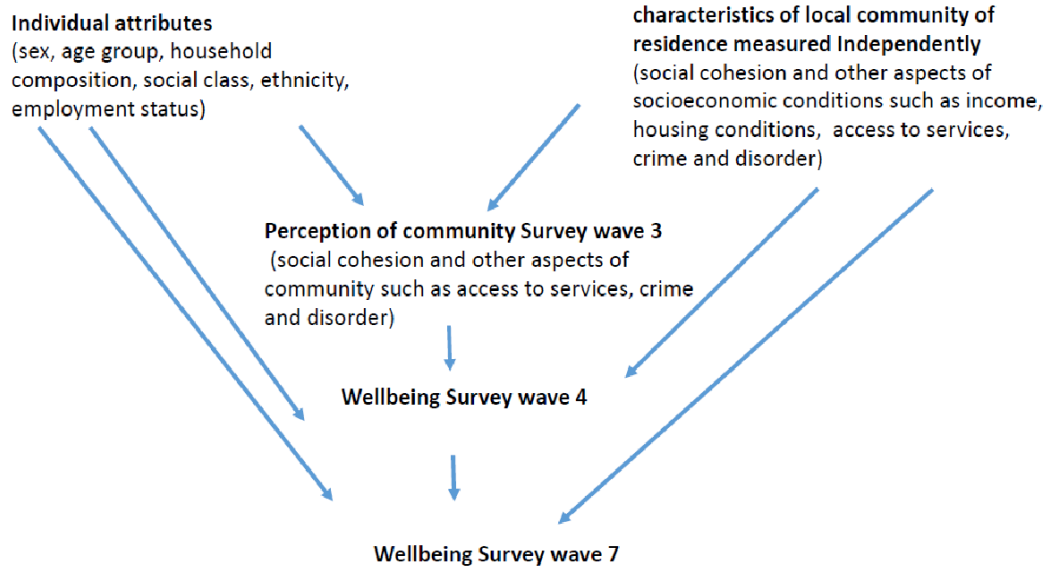 Individual attributes
(sex, age group, household
composition, social class, ethnicity,
employment status)
characteristics of local community of
residence measured Independently
(social cohesion and other aspects of
socioeconomic conditions such as income,
housing conditions, access to services,
crime and disorder)
Perception of community Survey wave 3
(social cohesion and other aspects of
community such as access to services, crime
and disorder)
Wellbeing Survey wave 4
Wellbeing Survey wave 7